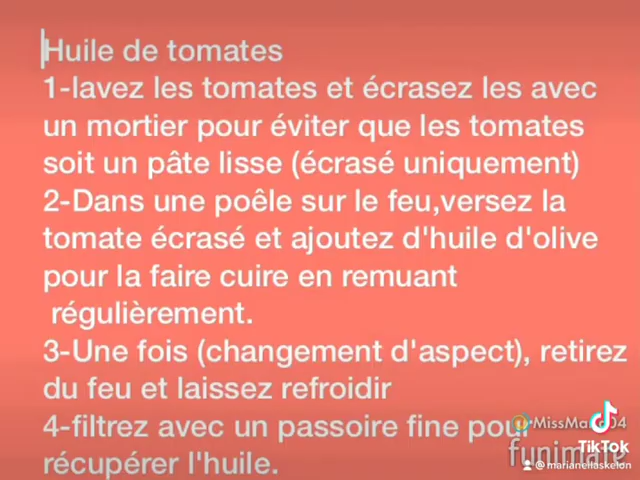 Huile de tomates
1-lavez les tomates et écrasez les avec
un mortier pour éviter que les tomates
soit un pâte lisse (écrasé uniquement)
2-Dans une poêle sur le feu,versez la
tomate écrasé et ajoutez d'huile d'olive
pour la faire cuire en remuant
régulièrement.
3-Une fois (changement d'aspect), retirez
du feu et laissez refroidir
4-filtrez avec un passoire fine pour
récupérer l'huile.
TikTok
funimate